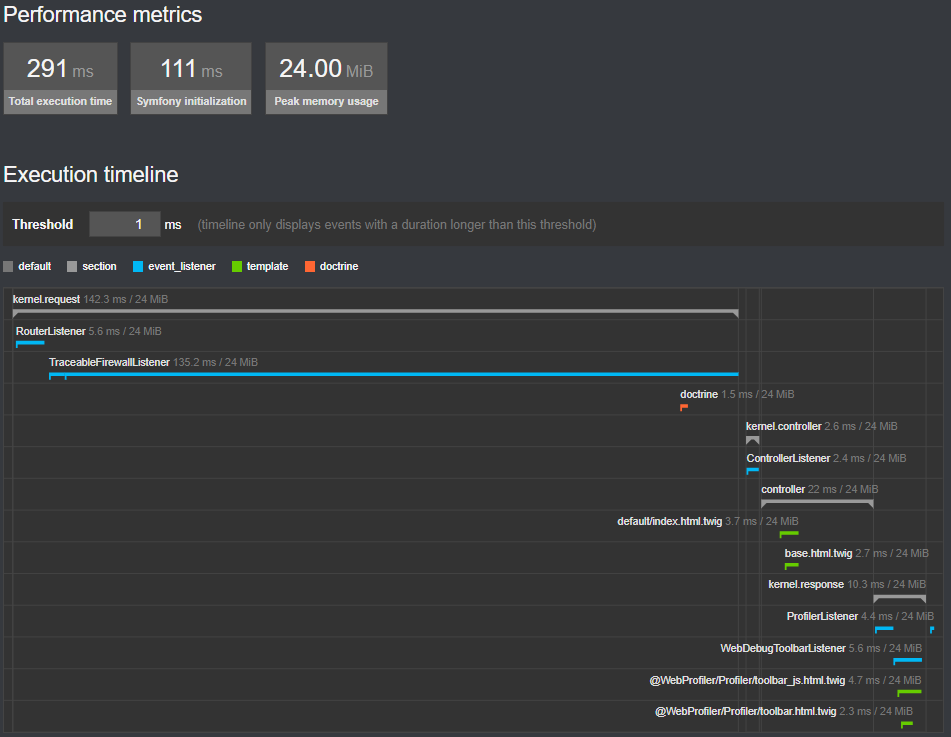 Performance metrics
291 ms
111 ms
24.00 MiB
Total execution time
Symfony initialization
Peak memory usage
Execution timeline
Threshold 1 ms (timeline only displays events with a duration longer than this threshold)
default section event_listener template doctrine
kernel.request 142.3 ms / 24 MiB
RouterListener 5.6 ms / 24 MiB
TraceableFirewallListener 135.2 ms / 24 MiB
doctrine 1.5 ms / 24 MiB
kernel.controller 2.6 ms / 24 MiB
ControllerListener 2.4 ms / 24 MiB
controller 22 ms / 24 MiB
default/index.html.twig 3.7 ms / 24 MiB
base.html.twig 2.7 ms / 24 MiB
kernel.response 10.3 ms / 24 MiB
ProfilerListener 4.4 ms / 24 MiB
WebDebugToolbarListener 5.6 ms / 24 MiB
@WebProfiler/Profiler/toolbar_js.html.twig 4.7 ms / 24 MiB
@WebProfiler/Profiler/toolbar.html.twig 2.3 ms / 24 MiB